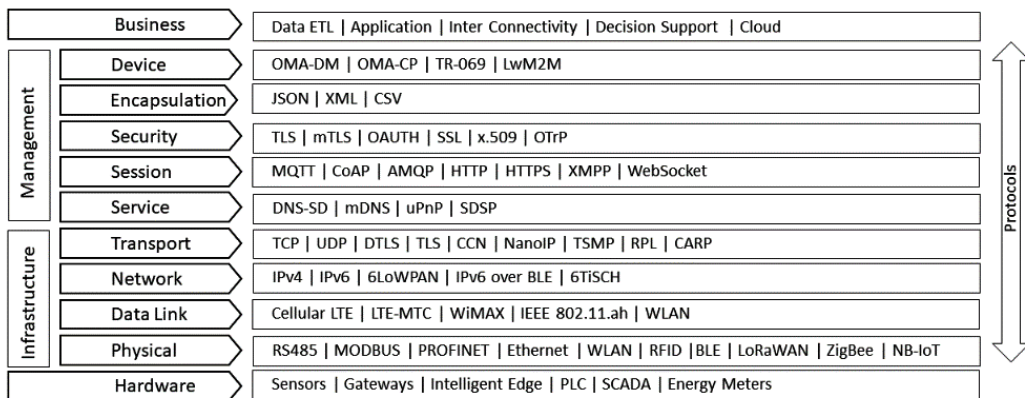 Business
Data ETL | Application | Inter Connectivity | Decision Support | Cloud
Management
Device
OMA-DM | OMA-CP | TR-069 | LwM2M
Encapsulation
JSON | XML | CSV
Security
TLS | mTLS | OAUTH | SSL | x.509 | OTrP
Session
MQTT | CoAP | AMQP | HTTP | HTTPS | XMPP | WebSocket
Service
DNS-SD | mDNS | uPnP | SDSP
Infrastructure
Transport
TCP | UDP | DTLS | TLS | CCN | NanoIP | TSMP | RPL | CARP
Network
IPv4 | IPv6 | 6LoWPAN | IPv6 over BLE | 6TiSCH
Data Link
Cellular LTE | LTE-MTC | WiMAX | IEEE 802.11.ah | WLAN
Physical
RS485 | MODBUS | PROFINET | Ethernet | WLAN | RFID | BLE | LoRaWAN | ZigBee | NB-IoT
Hardware
Sensors | Gateways | Intelligent Edge | PLC | SCADA | Energy Meters
Protocols